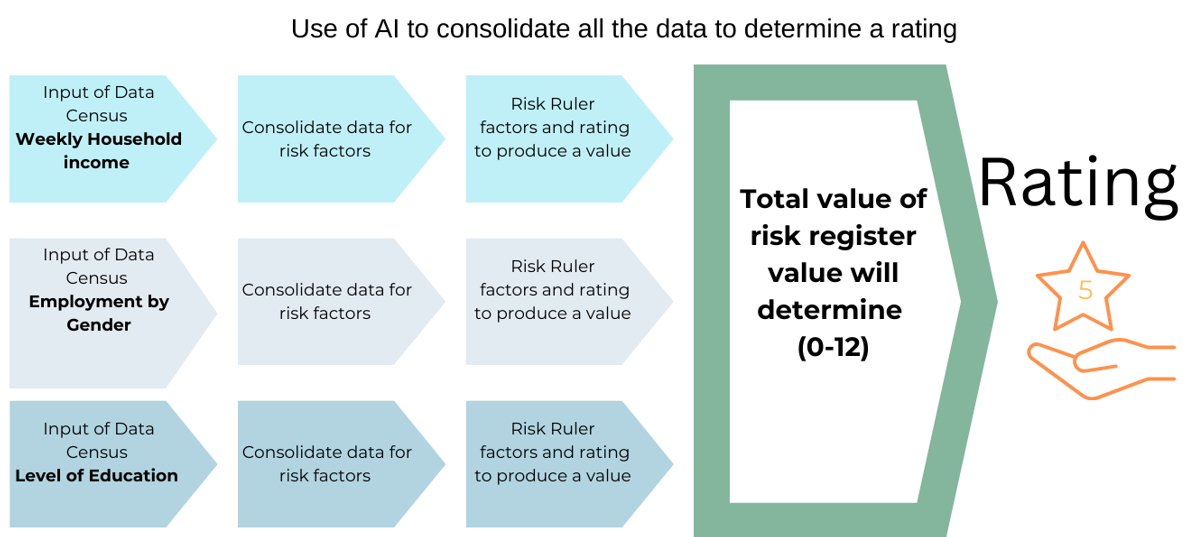 Use of AI to consolidate all the data to determine a rating
Input of Data
Census
Weekly Household
income
Consolidate data for
risk factors
Risk Ruler
factors and rating
to produce a value
Input of Data
Census
Employment by
Gender
Consolidate data for
risk factors
Risk Ruler
factors and rating
to produce a value
Input of Data
Census
Level of Education
Consolidate data for
risk factors
Risk Ruler
factors and rating
to produce a value
Total value of
risk register
value will
determine
(0-12)
Rating
5